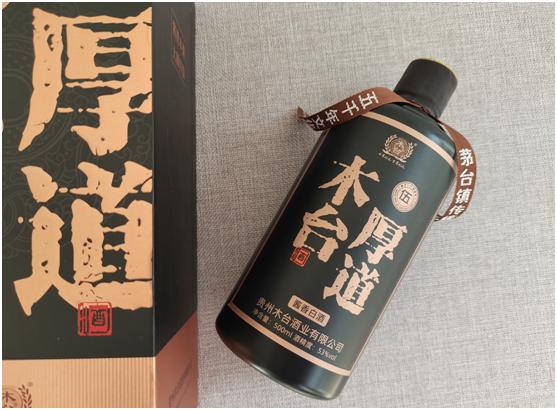 厚道
酒
五千年
茅台镇传
木台
厚道
伍
酒
酱香白酒
贵州木台酒业有限公司
净含量：500ml 酒精度：53%vol